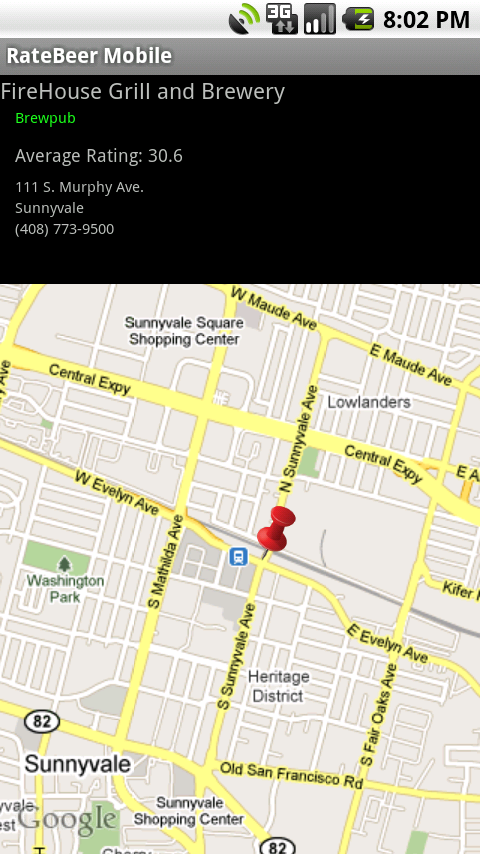 3G
8:02 PM
RateBeer Mobile
FireHouse Grill and Brewery
Brewpub
Average Rating: 30.6
111 S. Murphy Ave.
Sunnyvale
(408) 773-9500
W Maude Ave
Sunnyvale Square
Shopping Center
E Maude Ave
Central Expy
Lowlanders
N Sunnyvale Ave
Central Expy
E A
W Evelyn Ave
S Mathilda Ave
Washington
Park
Kifer
E Evelyn Ave
S Sunnyvale Ave
Heritage
District
S Fair Oaks Ave
82
Sunnyvale
Old San Francisco Rd
Sunnyvale
Shopping Center
Google
82